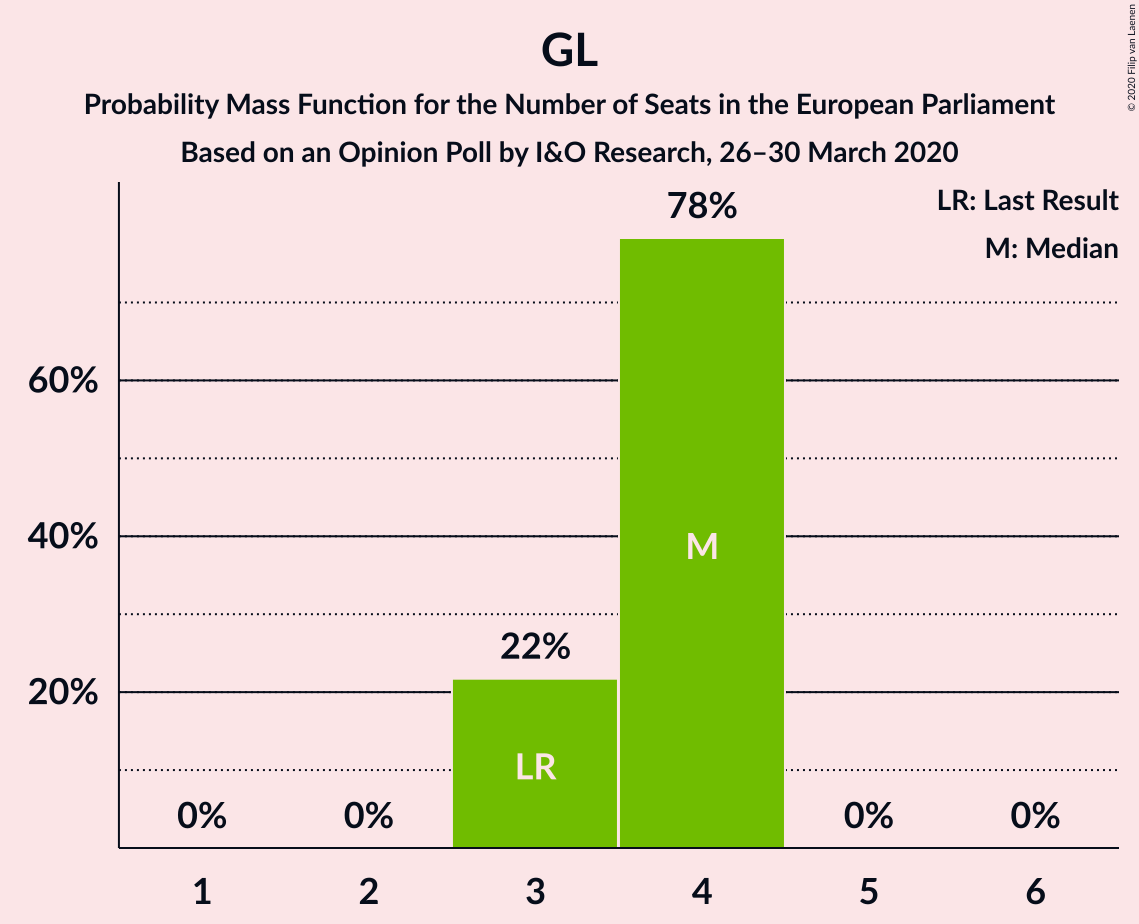 GL
Probability Mass Function for the Number of Seats in the European Parliament
Based on an Opinion Poll by I&O Research, 26–30 March 2020
© 2020 Filip van Laenen
LR: Last Result
M: Median
78%
60%
40%
M
22%
20%
LR
0%
0%
0%
0%
1
2
3
4
5
6